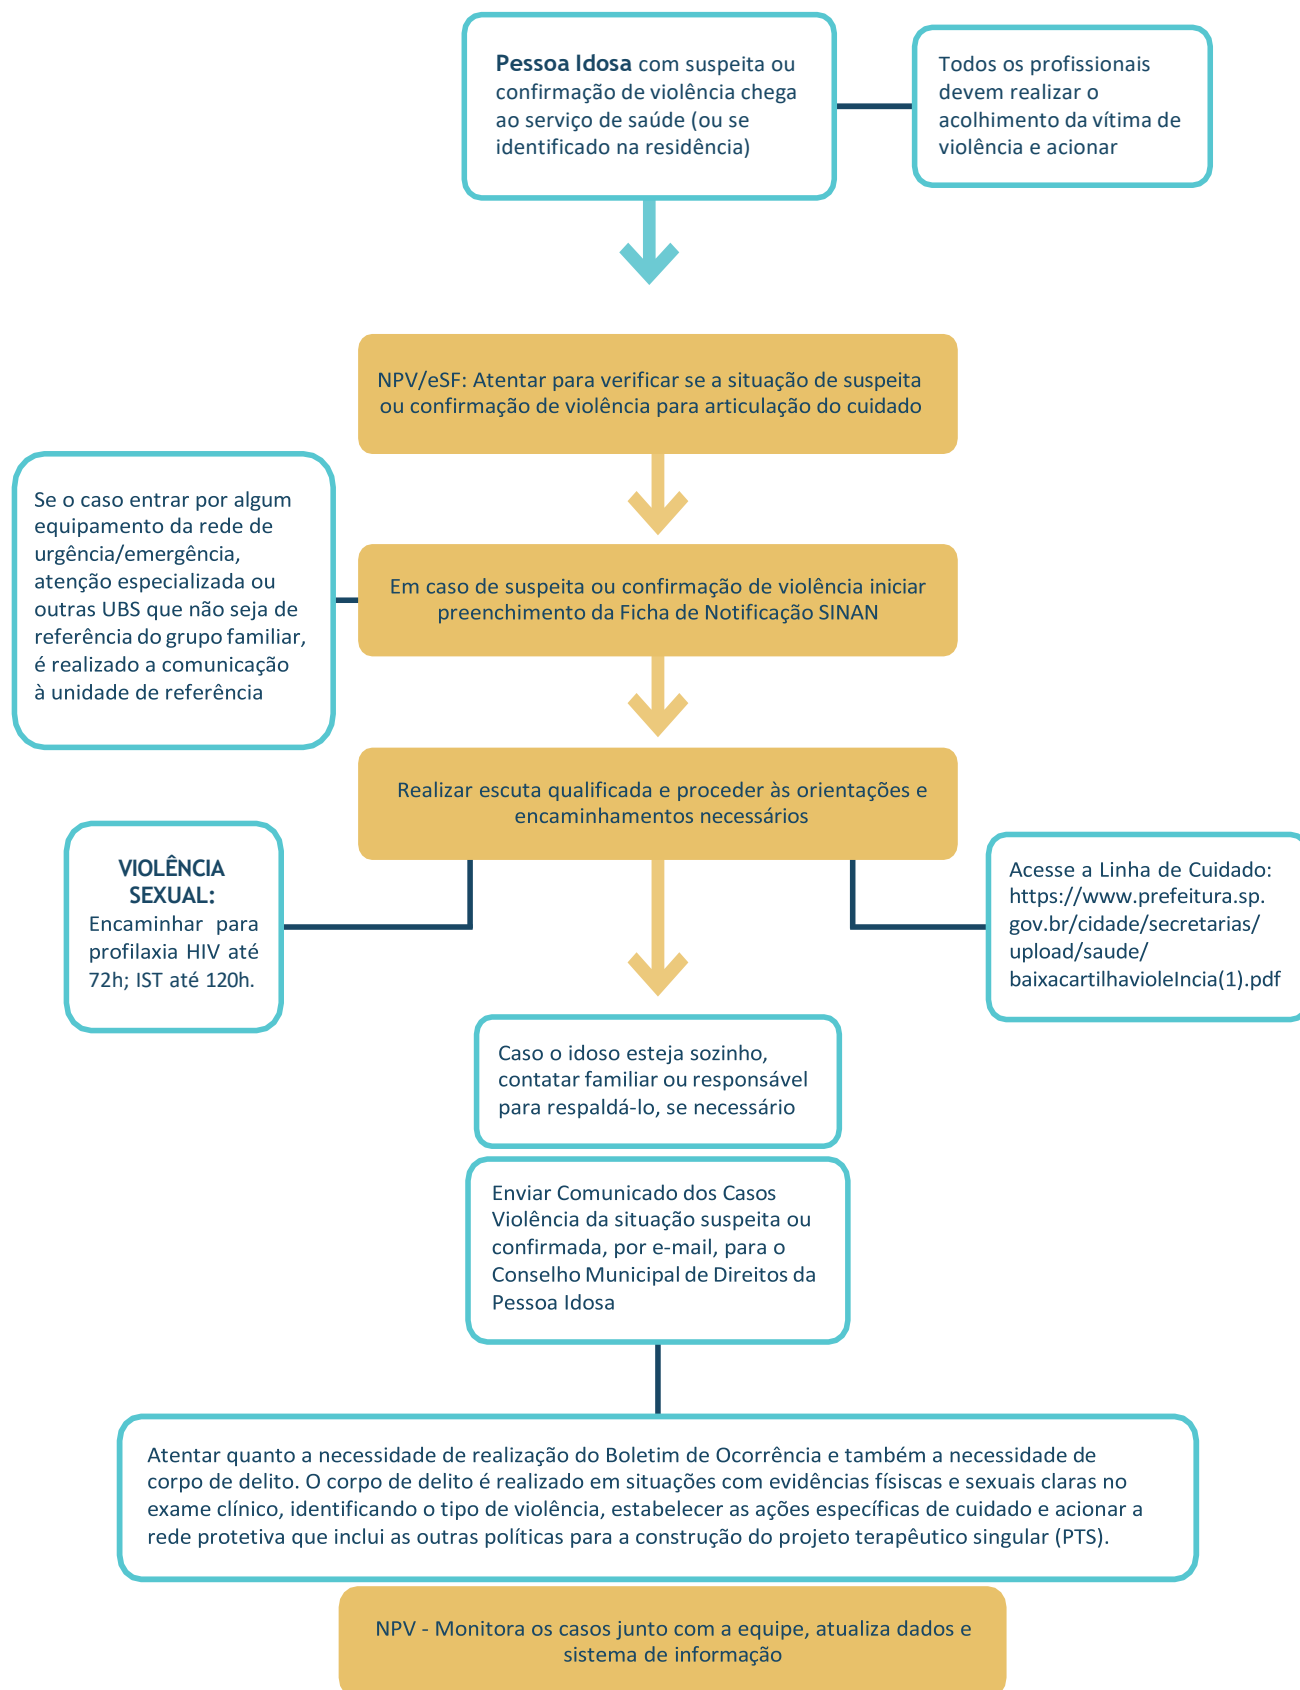 Pessoa Idosa com suspeita ou
confirmação de violência chega
ao serviço de saúde (ou se
identificado na residência)
Todos os profissionais
devem realizar o
acolhimento da vítima de
violência e acionar
NPV/eSF: Atentar para verificar se a situação de suspeita
ou confirmação de violência para articulação do cuidado
Se o caso entrar por algum
equipamento da rede de
urgência/emergência,
atenção especializada ou
outras UBS que não seja de
referência do grupo familiar,
é realizado a comunicação
à unidade de referência
Em caso de suspeita ou confirmação de violência iniciar
preenchimento da Ficha de Notificação SINAN
Realizar escuta qualificada e proceder às orientações e
encaminhamentos necessários
VIOLÊNCIA
SEXUAL:
Encaminhar para
profilaxia HIV até
72h; IST até 120h.
Acesse a Linha de Cuidado:
https://www.prefeitura.sp.
gov.br/cidade/secretarias/
upload/saude/
baixacartilhavioleIncia(1).pdf
Caso o idoso esteja sozinho,
contatar familiar ou responsável
para respaldá-lo, se necessário
Enviar Comunicado dos Casos
Violência da situação suspeita ou
confirmada, por e-mail, para o
Conselho Municipal de Direitos da
Pessoa Idosa
Atentar quanto a necessidade de realização do Boletim de Ocorrência e também a necessidade de
corpo de delito. O corpo de delito é realizado em situações com evidências físiscas e sexuais claras no
exame clínico, identificando o tipo de violência, estabelecer as ações específicas de cuidado e acionar a
rede protetiva que inclui as outras políticas para a construção do projeto terapêutico singular (PTS).
NPV - Monitora os casos junto com a equipe, atualiza dados e
sistema de informação